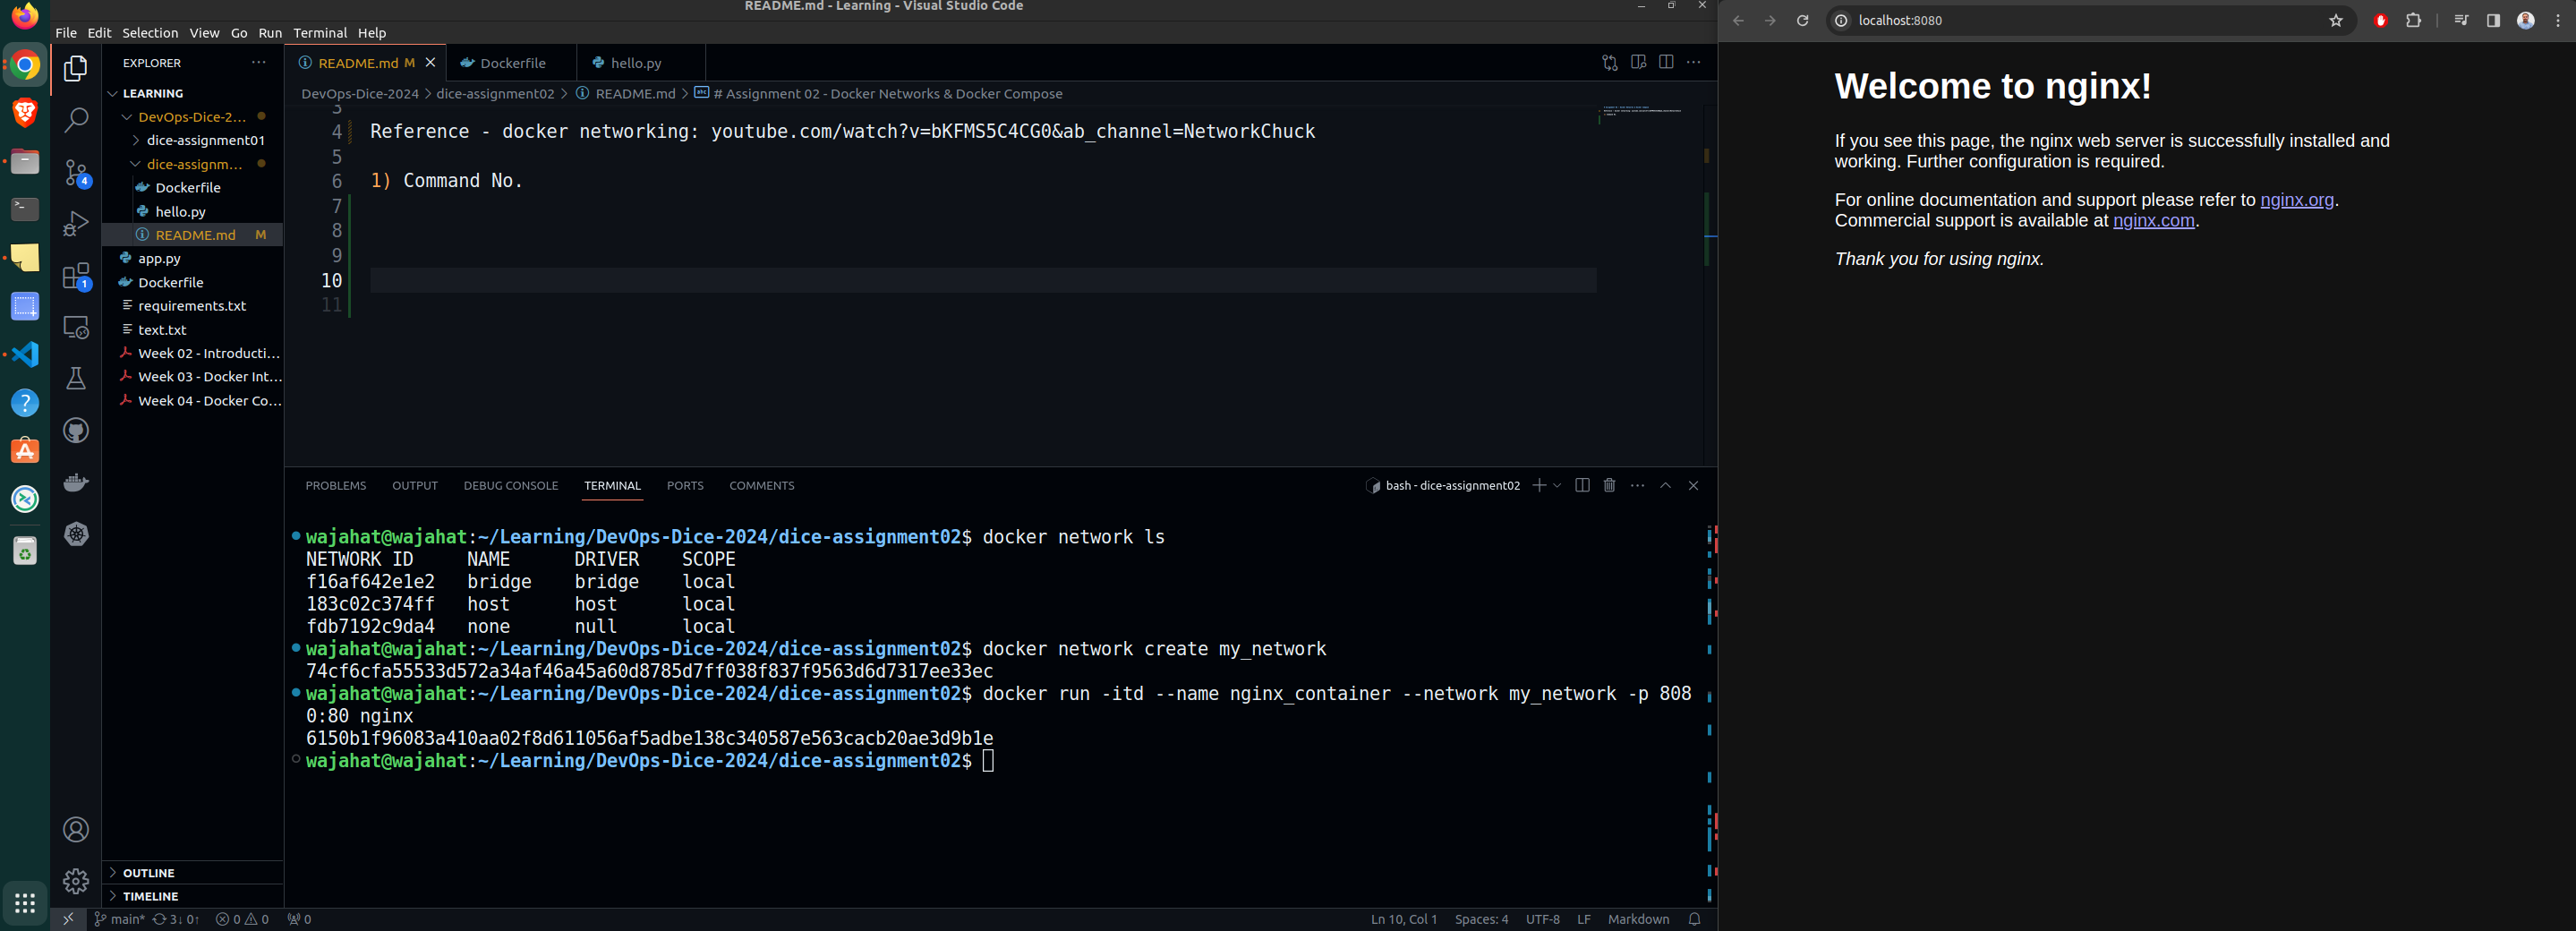 README.md - Learning - Visual Studio Code
File Edit Selection View Go Run Terminal Help
EXPLORER
LEARNING
DevOps-Dice-2...
dice-assignment01
dice-assignm...
Dockerfile
hello.py
README.md M
app.py
Dockerfile
requirements.txt
text.txt
Week 02 - Introducti...
Week 03 - Docker Int...
Week 04 - Docker Co...
OUTLINE
TIMELINE
4
1
README.md M
Dockerfile
hello.py
DevOps-Dice-2024 > dice-assignment02 > README.md > # Assignment 02 - Docker Networks & Docker Compose
3
4 Reference - docker networking: youtube.com/watch?v=bKFMS5C4CG0&ab_channel=NetworkChuck
5
6 1) Command No.
7
8
9
10
11
PROBLEMS OUTPUT DEBUG CONSOLE TERMINAL PORTS COMMENTS
bash - dice-assignment02
wajahat@wajahat:~/Learning/DevOps-Dice-2024/dice-assignment02$ docker network ls
NETWORK ID NAME DRIVER SCOPE
f16af642e1e2 bridge bridge local
183c02c374ff host host local
fdb7192c9da4 none null local
wajahat@wajahat:~/Learning/DevOps-Dice-2024/dice-assignment02$ docker network create my_network
74cf6cfa55533d572a34af46a45a60d8785d7ff038f837f9563d6d7317ee33ec
wajahat@wajahat:~/Learning/DevOps-Dice-2024/dice-assignment02$ docker run -itd --name nginx_container --network my_network -p 808
0:80 nginx
6150b1f96083a410aa02f8d611056af5adbe138c340587e563cacb20ae3d9b1e
wajahat@wajahat:~/Learning/DevOps-Dice-2024/dice-assignment02$
main* 3↓ 0↑ 0 0 0
Ln 10, Col 1 Spaces: 4 UTF-8 LF Markdown
localhost:8080
Welcome to nginx!
If you see this page, the nginx web server is successfully installed and
working. Further configuration is required.
For online documentation and support please refer to nginx.org.
Commercial support is available at nginx.com.
Thank you for using nginx.